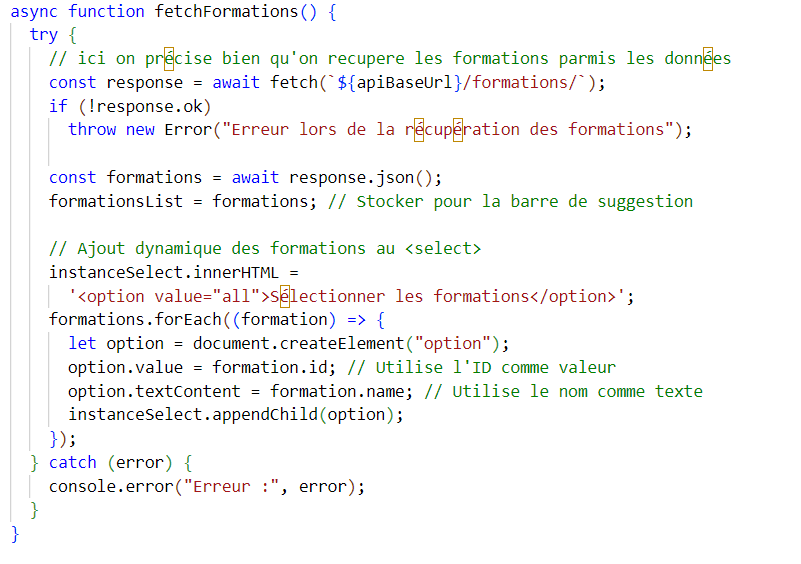 async function fetchFormations() {
try {
// ici on précise bien qu'on recupere les formations parmis les données
const response = await fetch(`${apiBaseUrl}/formations/`);
if (!response.ok)
throw new Error("Erreur lors de la récupération des formations");
const formations = await response.json();
formationsList = formations; // Stocker pour la barre de suggestion
// Ajout dynamique des formations au <select>
instanceSelect.innerHTML =
'<option value="all">Sélectionner les formations</option>';
formations.forEach((formation) => {
let option = document.createElement("option");
option.value = formation.id; // Utilise l'ID comme valeur
option.textContent = formation.name; // Utilise le nom comme texte
instanceSelect.appendChild(option);
});
} catch (error) {
console.error("Erreur :", error);
}
}